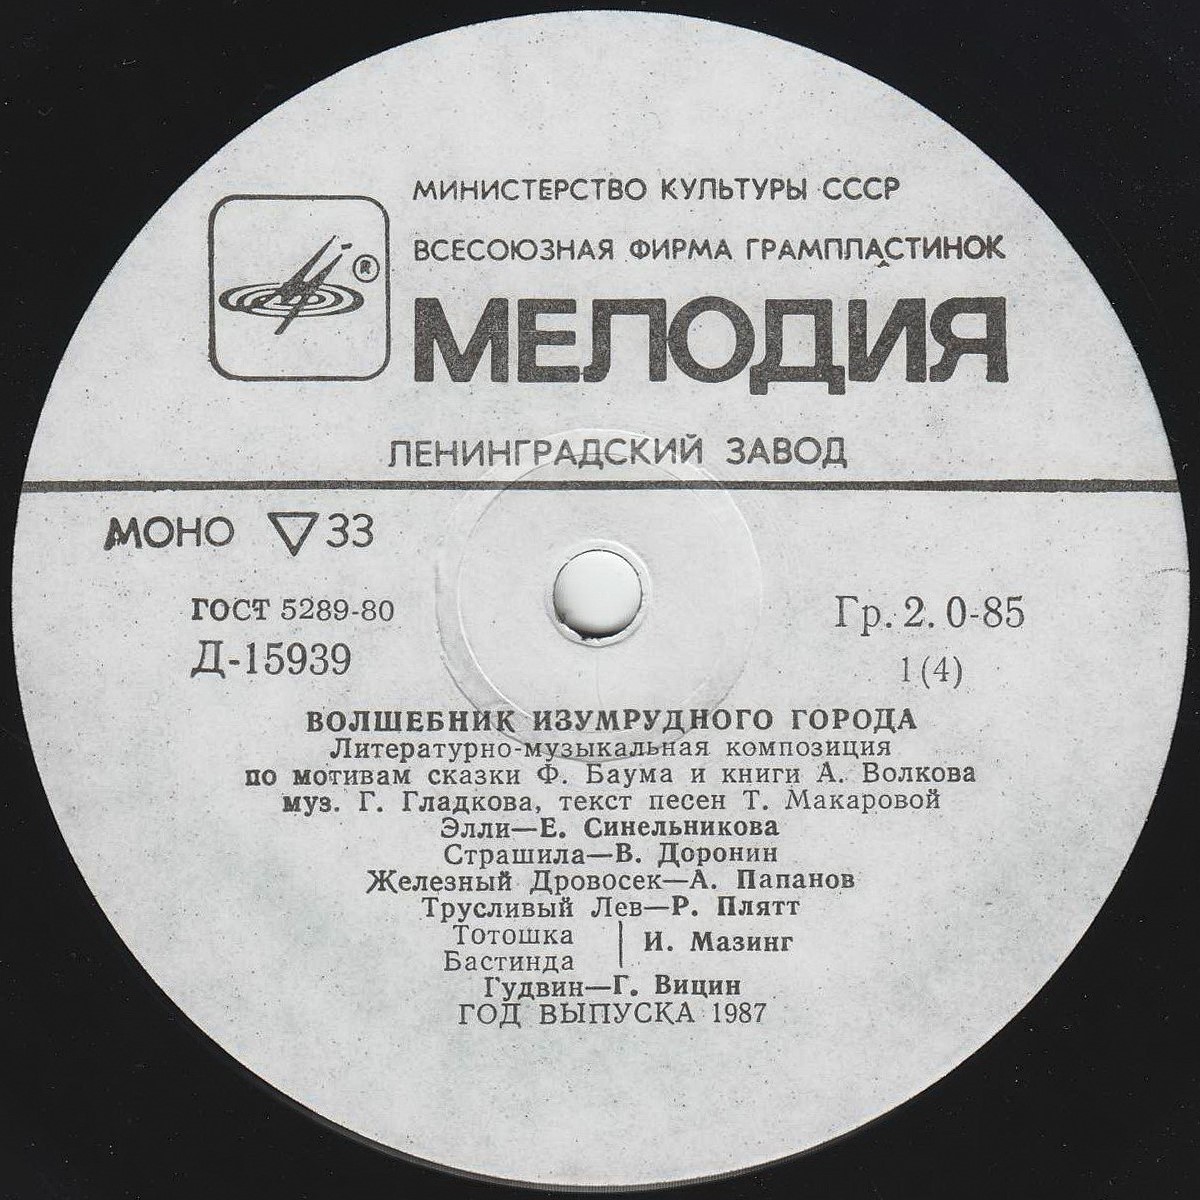 МИНИСТЕРСТВО КУЛЬТУРЫ СССР
ВСЕСОЮЗНАЯ ФИРМА ГРАМПЛАСТИНОК
®
МЕЛОДИЯ
ЛЕНИНГРАДСКИЙ ЗАВОД
МОНО ▽ 33
ГОСТ 5289-80
Гр. 2. 0-85
Д-15939
1 (4)
ВОЛШЕБНИК ИЗУМРУДНОГО ГОРОДА
Литературно-музыкальная композиция
по мотивам сказки Ф. Баума и книги А. Волкова
муз. Г. Гладкова, текст песен Т. Макаровой
Элли—Е. Синельникова
Страшила—В. Доронин
Железный Дровосек—А. Папанов
Трусливый Лев—Р. Плятт
Тотошка
Бастинда | И. Мазинг
Гудвин—Г. Вицин
ГОД ВЫПУСКА 1987